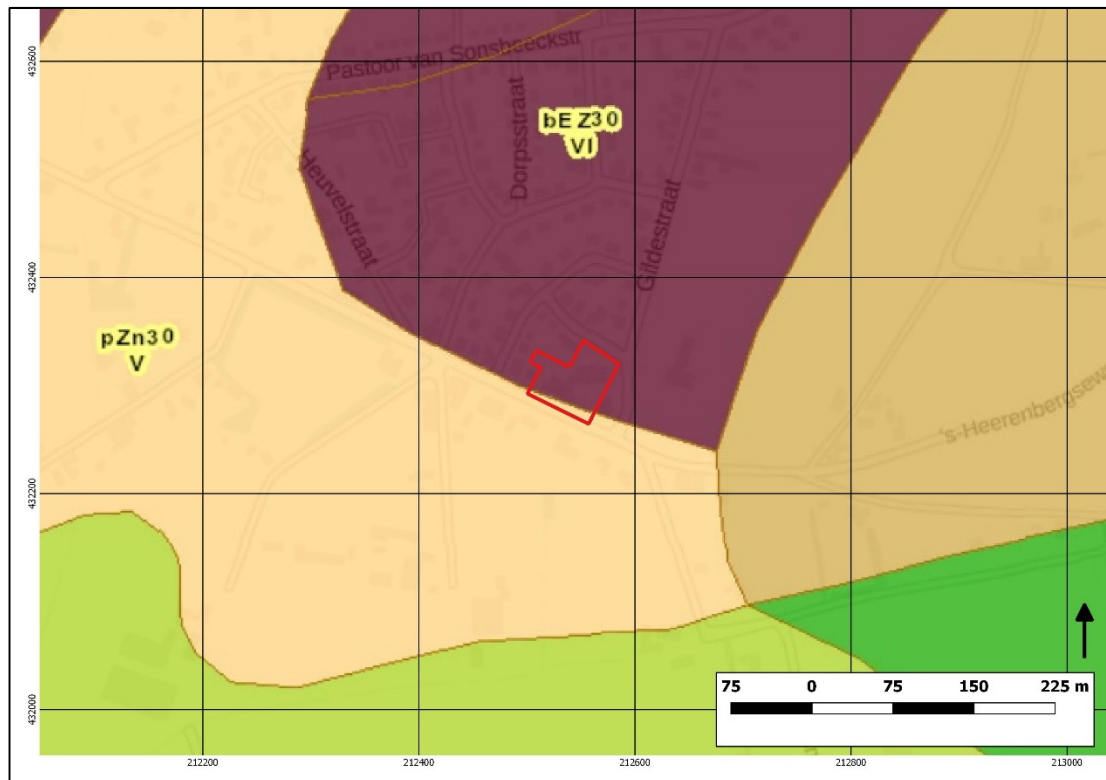 432600
Pastoor van Sonsbeeckstr
bE Z30
VI
Dorpsstraat
Heuvelstraat
Gildestraat
432400
pZn30
V
's-Heerenbergsew
432200
432000
75 0 75 150 225 m
212200 212400 212600 212800 213000